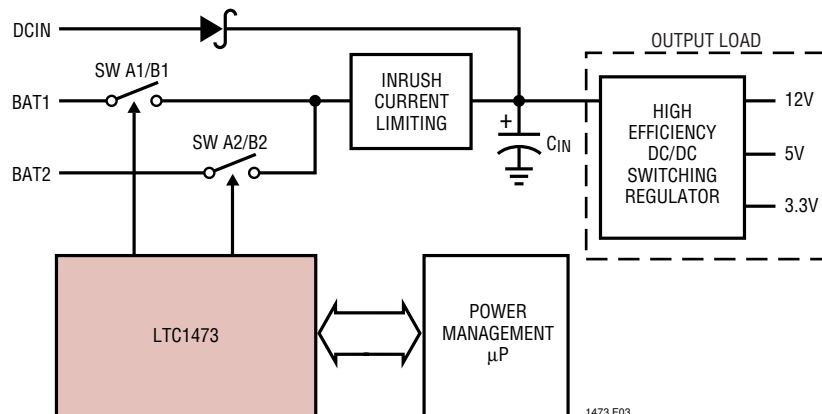 DCIN
OUTPUT LOAD
SW A1/B1
BAT1
INRUSH
CURRENT
LIMITING
+
CIN
HIGH
EFFICIENCY
DC/DC
SWITCHING
REGULATOR
12V
5V
3.3V
SW A2/B2
BAT2
LTC1473
POWER
MANAGEMENT
µP
1473 F03